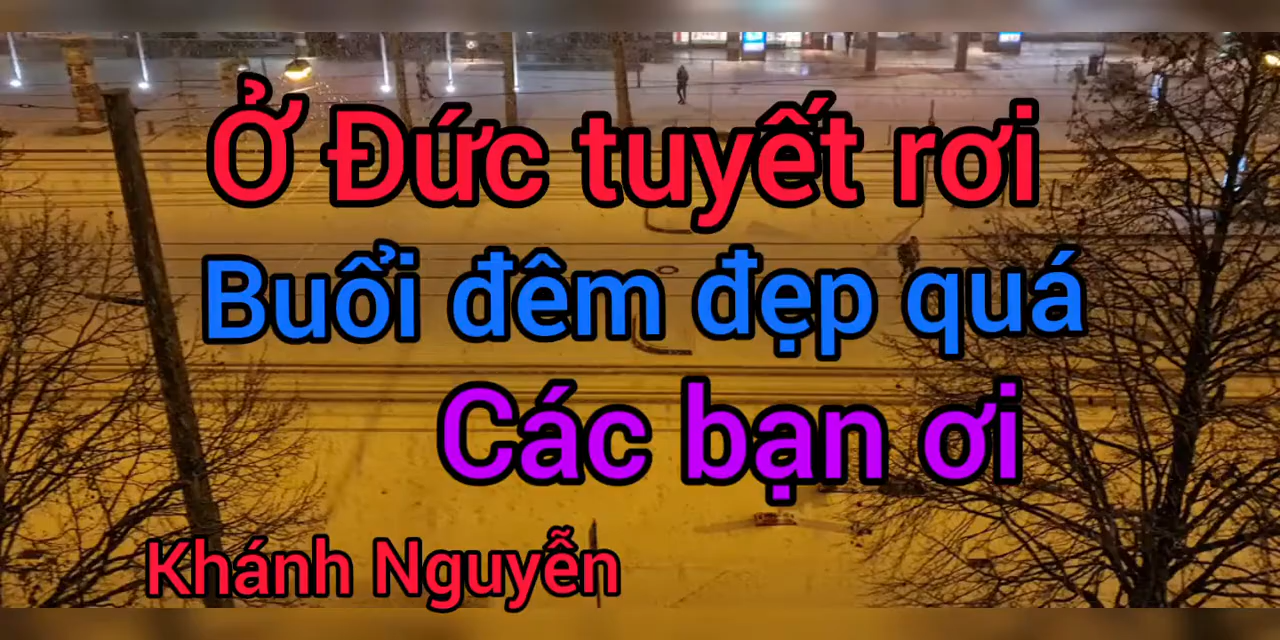 Ở Đức tuyết rơi
Buổi đêm đẹp quá
Các bạn ơi
Khánh Nguyễn